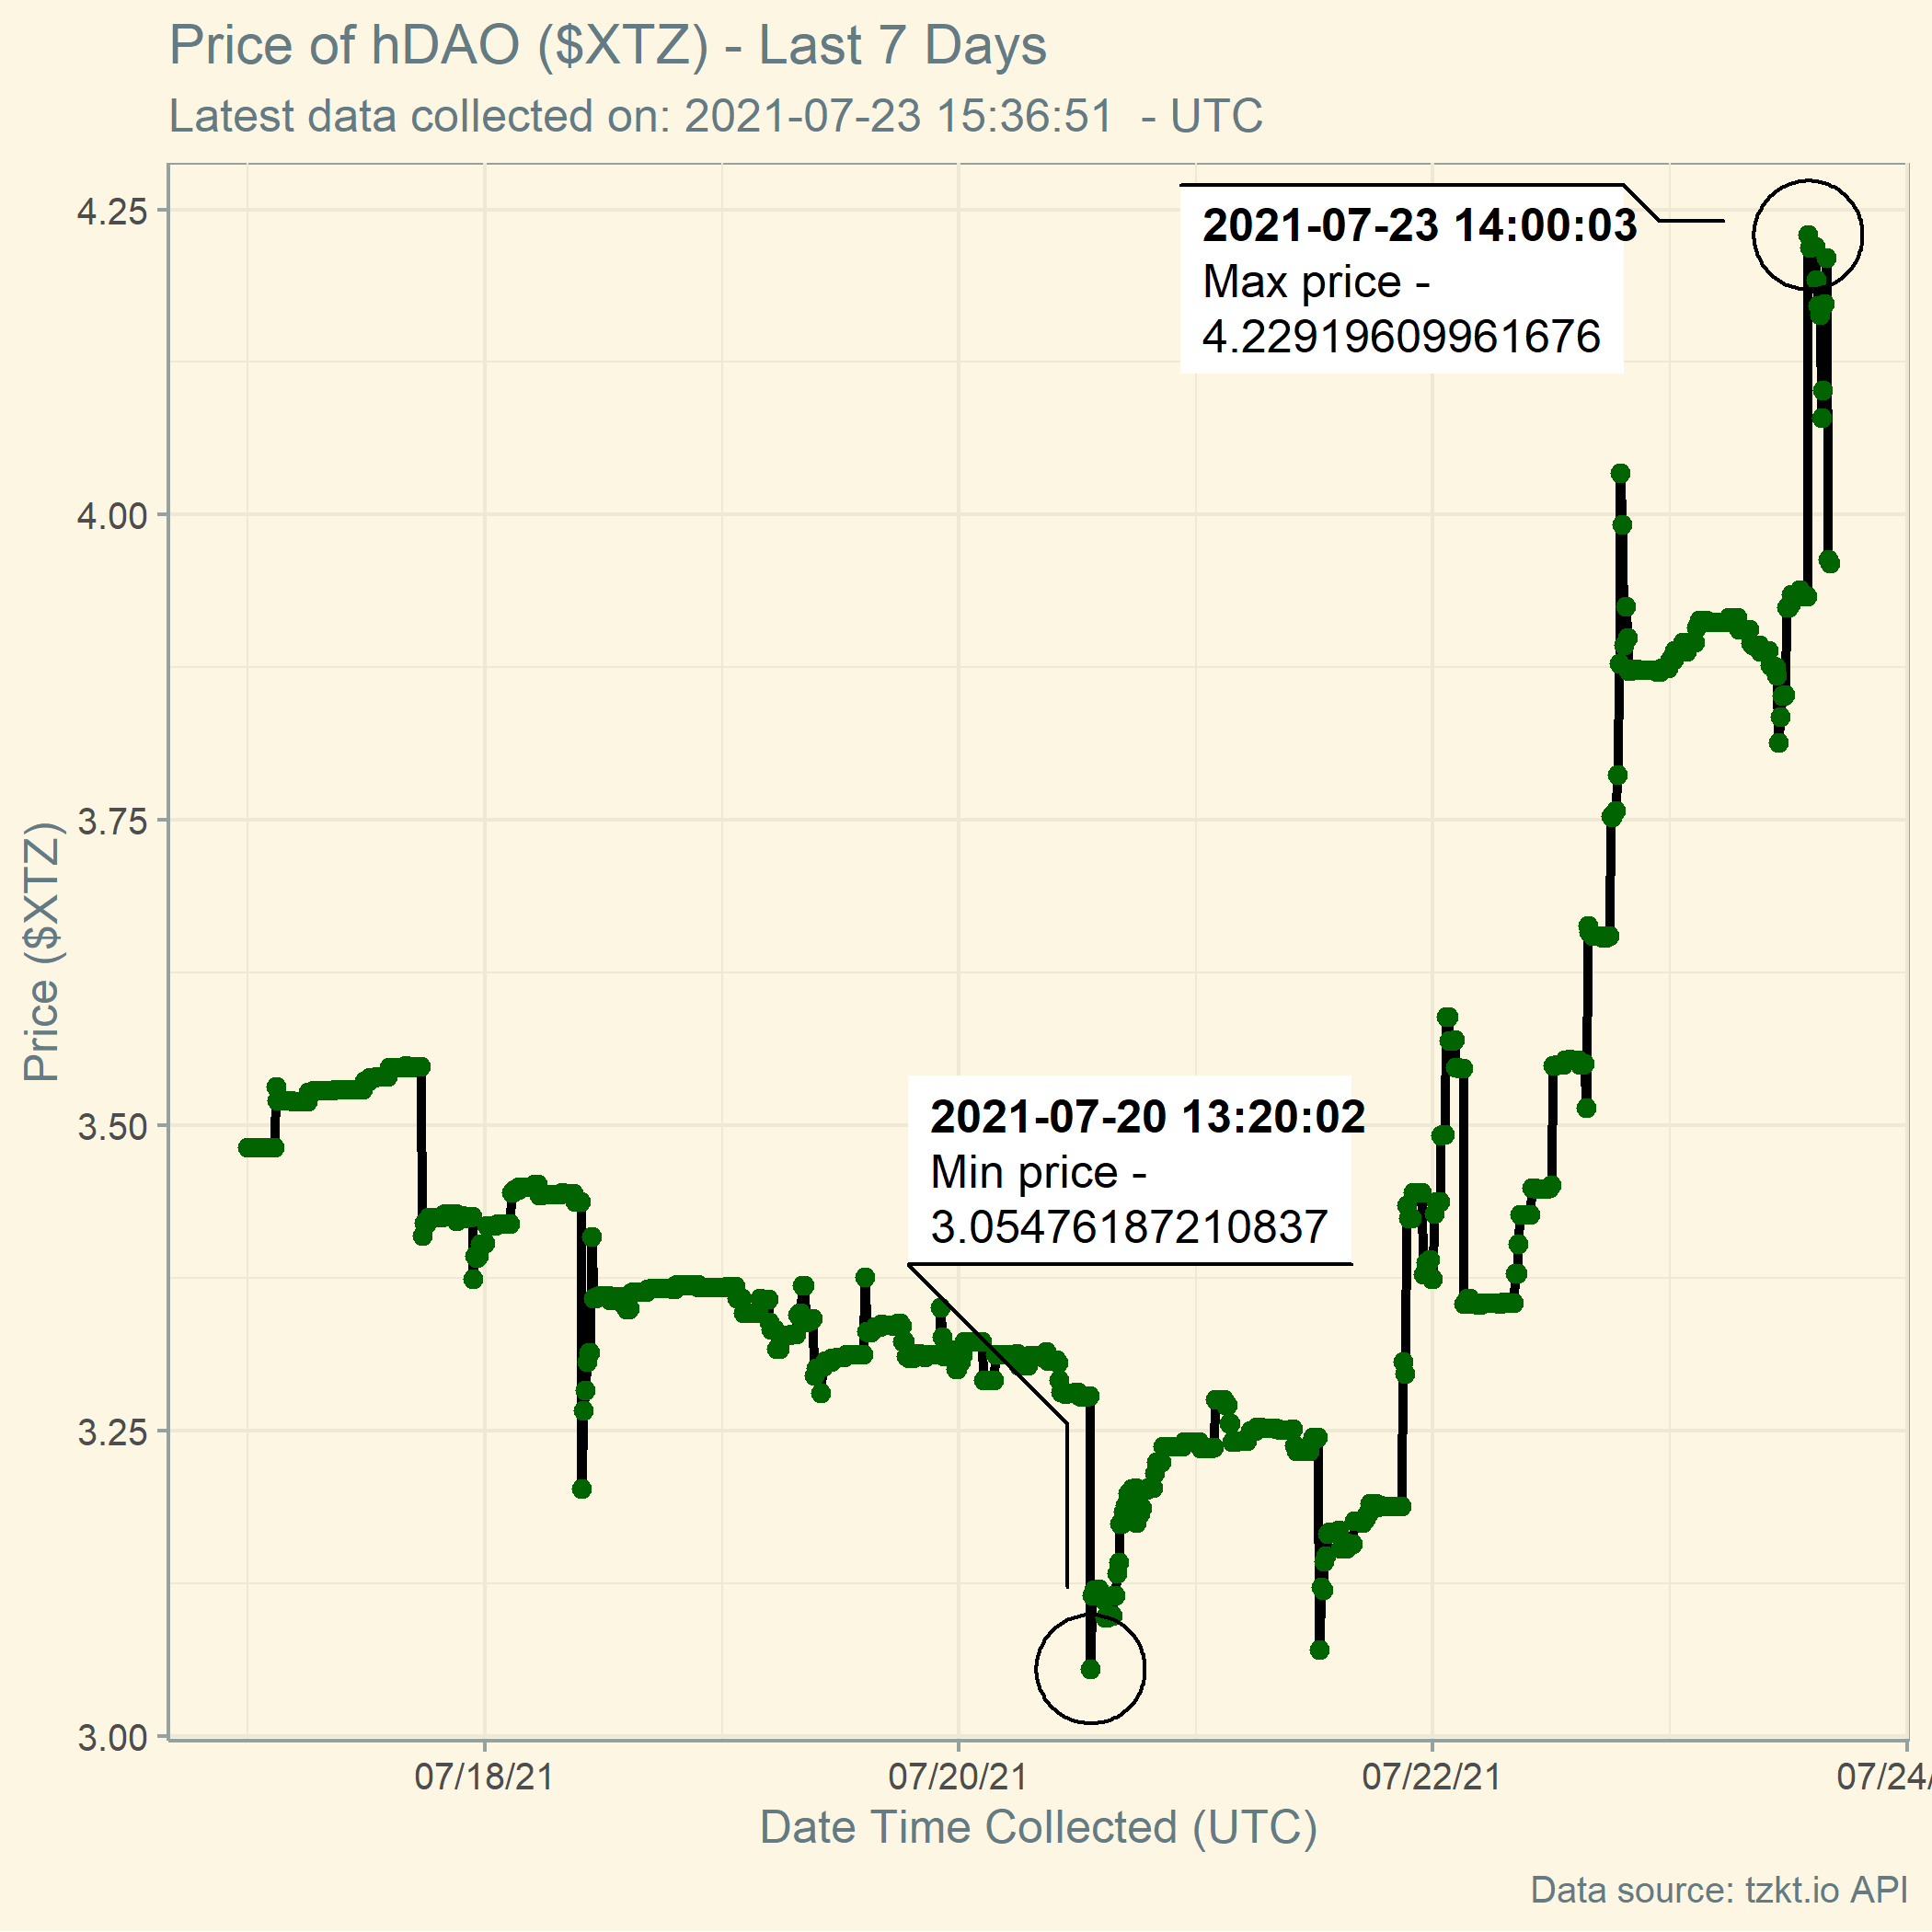 Price of hDAO ($XTZ) - Last 7 Days
Latest data collected on: 2021-07-23 15:36:51  - UTC
4.25
4.00
3.75
3.50
3.25
3.00
Price ($XTZ)
2021-07-23 14:00:03
Max price -
4.22919609961676
2021-07-20 13:20:02
Min price -
3.05476187210837
07/18/21
07/20/21
07/22/21
07/24/
Date Time Collected (UTC)
Data source: tzkt.io API